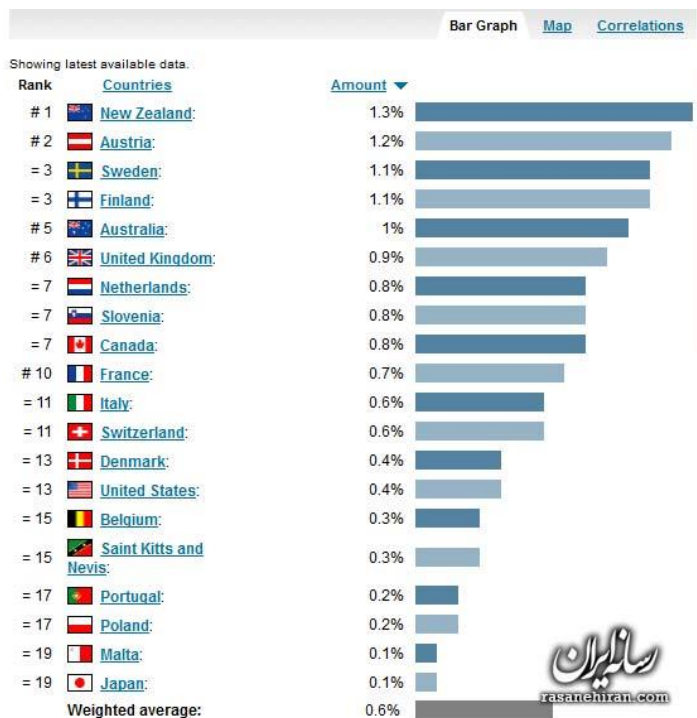 Bar Graph Map Correlations
Showing latest available data.
Rank Countries Amount
# 1 New Zealand: 1.3%
# 2 Austria: 1.2%
= 3 Sweden: 1.1%
= 3 Finland: 1.1%
# 5 Australia: 1%
# 6 United Kingdom: 0.9%
= 7 Netherlands: 0.8%
= 7 Slovenia: 0.8%
= 7 Canada: 0.8%
# 10 France: 0.7%
= 11 Italy: 0.6%
= 11 Switzerland: 0.6%
= 13 Denmark: 0.4%
= 13 United States: 0.4%
= 15 Belgium: 0.3%
= 15 Saint Kitts and
Nevis: 0.3%
= 17 Portugal: 0.2%
= 17 Poland: 0.2%
= 19 Malta: 0.1%
= 19 Japan: 0.1%
Weighted average: 0.6%
رسانه ایران
rasanehiran.com